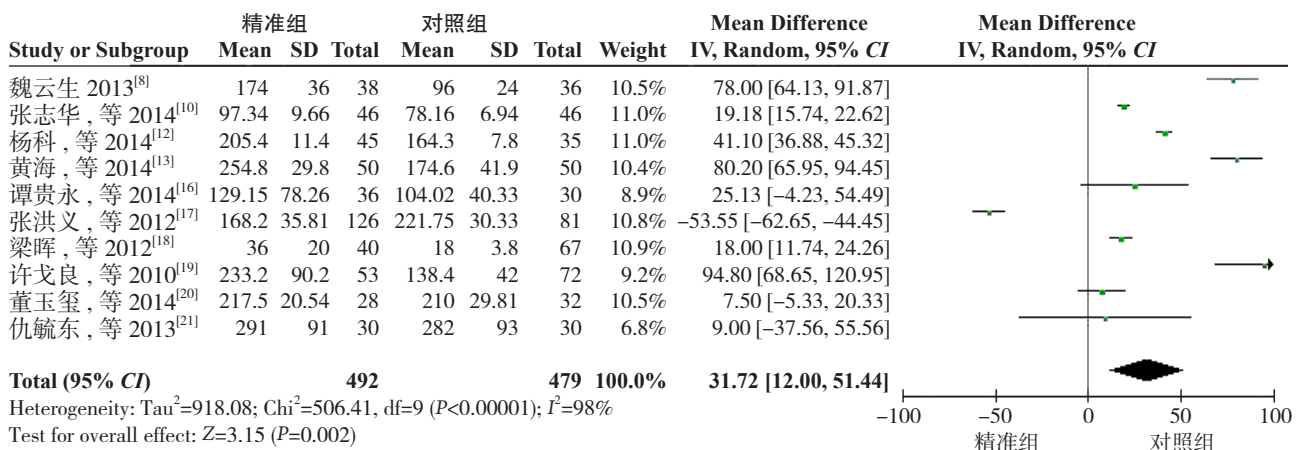 精准组 对照组 Mean Difference Mean Difference
Study or Subgroup Mean SD Total Mean SD Total Weight IV, Random, 95% CI IV, Random, 95% CI
魏云生 2013[8] 174 36 38 96 24 36 10.5% 78.00 [64.13, 91.87]
张志华, 等 2014[10] 97.34 9.66 46 78.16 6.94 46 11.0% 19.18 [15.74, 22.62]
杨科, 等 2014[12] 205.4 11.4 45 164.3 7.8 35 11.0% 41.10 [36.88, 45.32]
黄海, 等 2014[13] 254.8 29.8 50 174.6 41.9 50 10.4% 80.20 [65.95, 94.45]
谭贵永, 等 2014[16] 129.15 78.26 36 104.02 40.33 30 8.9% 25.13 [-4.23, 54.49]
张洪义, 等 2012[17] 168.2 35.81 126 221.75 30.33 81 10.8% -53.55 [-62.65, -44.45]
梁晖, 等 2012[18] 36 20 40 18 3.8 67 10.9% 18.00 [11.74, 24.26]
许戈良, 等 2010[19] 233.2 90.2 53 138.4 42 72 9.2% 94.80 [68.65, 120.95]
董玉玺, 等 2014[20] 217.5 20.54 28 210 29.81 32 10.5% 7.50 [-5.33, 20.33]
仇毓东, 等 2013[21] 291 91 30 282 93 30 6.8% 9.00 [-37.56, 55.56]
Total (95% CI) 492 479 100.0% 31.72 [12.00, 51.44]
Heterogeneity: Tau²=918.08; Chi²=506.41, df=9 (P<0.00001); I²=98%
Test for overall effect: Z=3.15 (P=0.002)
-100 -50 0 50 100
精准组 对照组